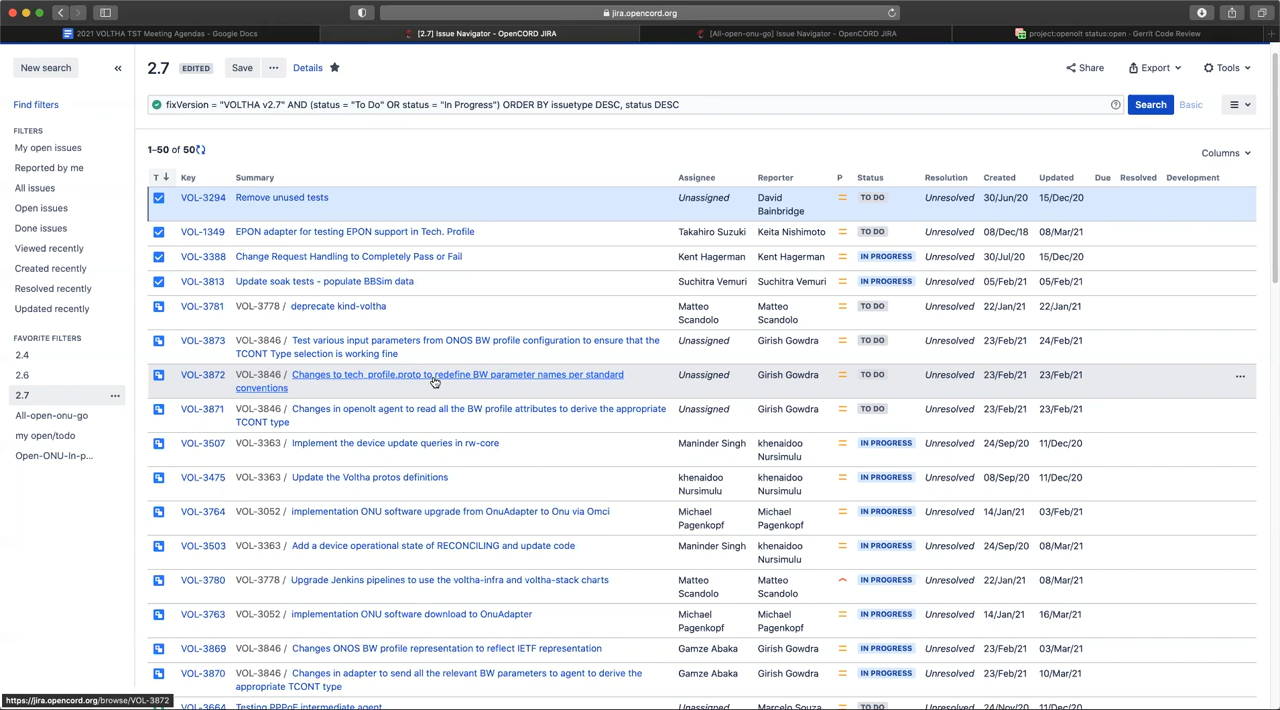 jira.opencord.org
2021 VOLTHA TST Meeting Agendas - Google Docs
[2.7] Issue Navigator - OpenCORD JIRA
[All-open-onu-go] Issue Navigator - OpenCORD JIRA
project:openolt status:open - Gerrit Code Review
New search
2.7 EDITED Save Details
Share Export Tools
Find filters
fixVersion = "VOLTHA v2.7" AND (status = "To Do" OR status = "In Progress") ORDER BY issuetype DESC, status DESC
Search Basic
FILTERS
My open issues
Reported by me
All issues
Open issues
Done issues
Viewed recently
Created recently
Resolved recently
Updated recently
FAVORITE FILTERS
2.4
2.6
2.7
All-open-onu-go
my open/todo
Open-ONU-In-p...
1–50 of 50
Columns
T Key Summary Assignee Reporter P Status Resolution Created Updated Due Resolved Development
VOL-3294 Remove unused tests Unassigned David Bainbridge TO DO Unresolved 30/Jun/20 15/Dec/20
VOL-1349 EPON adapter for testing EPON support in Tech. Profile Takahiro Suzuki Keita Nishimoto TO DO Unresolved 08/Dec/18 08/Mar/21
VOL-3388 Change Request Handling to Completely Pass or Fail Kent Hagerman Kent Hagerman IN PROGRESS Unresolved 30/Jul/20 15/Dec/20
VOL-3813 Update soak tests - populate BBSim data Suchitra Vemuri Suchitra Vemuri IN PROGRESS Unresolved 05/Feb/21 05/Feb/21
VOL-3781 VOL-3778 / deprecate kind-voltha Matteo Scandolo Matteo Scandolo TO DO Unresolved 22/Jan/21 22/Jan/21
VOL-3873 VOL-3846 / Test various input parameters from ONOS BW profile configuration to ensure that the TCONT Type selection is working fine Unassigned Girish Gowdra TO DO Unresolved 23/Feb/21 24/Feb/21
VOL-3872 VOL-3846 / Changes to tech_profile.proto to redefine BW parameter names per standard conventions Unassigned Girish Gowdra TO DO Unresolved 23/Feb/21 23/Feb/21
VOL-3871 VOL-3846 / Changes in openolt agent to read all the BW profile attributes to derive the appropriate TCONT type Unassigned Girish Gowdra TO DO Unresolved 23/Feb/21 23/Feb/21
VOL-3507 VOL-3363 / Implement the device update queries in rw-core Maninder Singh khenaidoo Nursimulu IN PROGRESS Unresolved 24/Sep/20 11/Dec/20
VOL-3475 VOL-3363 / Update the Voltha protos definitions khenaidoo Nursimulu khenaidoo Nursimulu IN PROGRESS Unresolved 08/Sep/20 11/Dec/20
VOL-3764 VOL-3052 / implementation ONU software upgrade from OnuAdapter to Onu via Omci Michael Pagenkopf Michael Pagenkopf IN PROGRESS Unresolved 14/Jan/21 03/Feb/21
VOL-3503 VOL-3363 / Add a device operational state of RECONCILING and update code Maninder Singh khenaidoo Nursimulu IN PROGRESS Unresolved 24/Sep/20 08/Mar/21
VOL-3780 VOL-3778 / Upgrade Jenkins pipelines to use the voltha-infra and voltha-stack charts Matteo Scandolo Matteo Scandolo IN PROGRESS Unresolved 22/Jan/21 08/Mar/21
VOL-3763 VOL-3052 / implementation ONU software download to OnuAdapter Michael Pagenkopf Michael Pagenkopf IN PROGRESS Unresolved 14/Jan/21 16/Mar/21
VOL-3869 VOL-3846 / Changes ONOS BW profile representation to reflect IETF representation Gamze Abaka Girish Gowdra IN PROGRESS Unresolved 23/Feb/21 03/Mar/21
VOL-3870 VOL-3846 / Changes in adapter to send all the relevant BW parameters to agent to derive the appropriate TCONT type Gamze Abaka Girish Gowdra IN PROGRESS Unresolved 23/Feb/21 10/Mar/21
VOL-3664 Testing PPPoE intermediate agent Unassigned Marcelo Souza IN PROGRESS Unresolved 24/Nov/20 11/Dec/20
https://jira.opencord.org/browse/VOL-3872